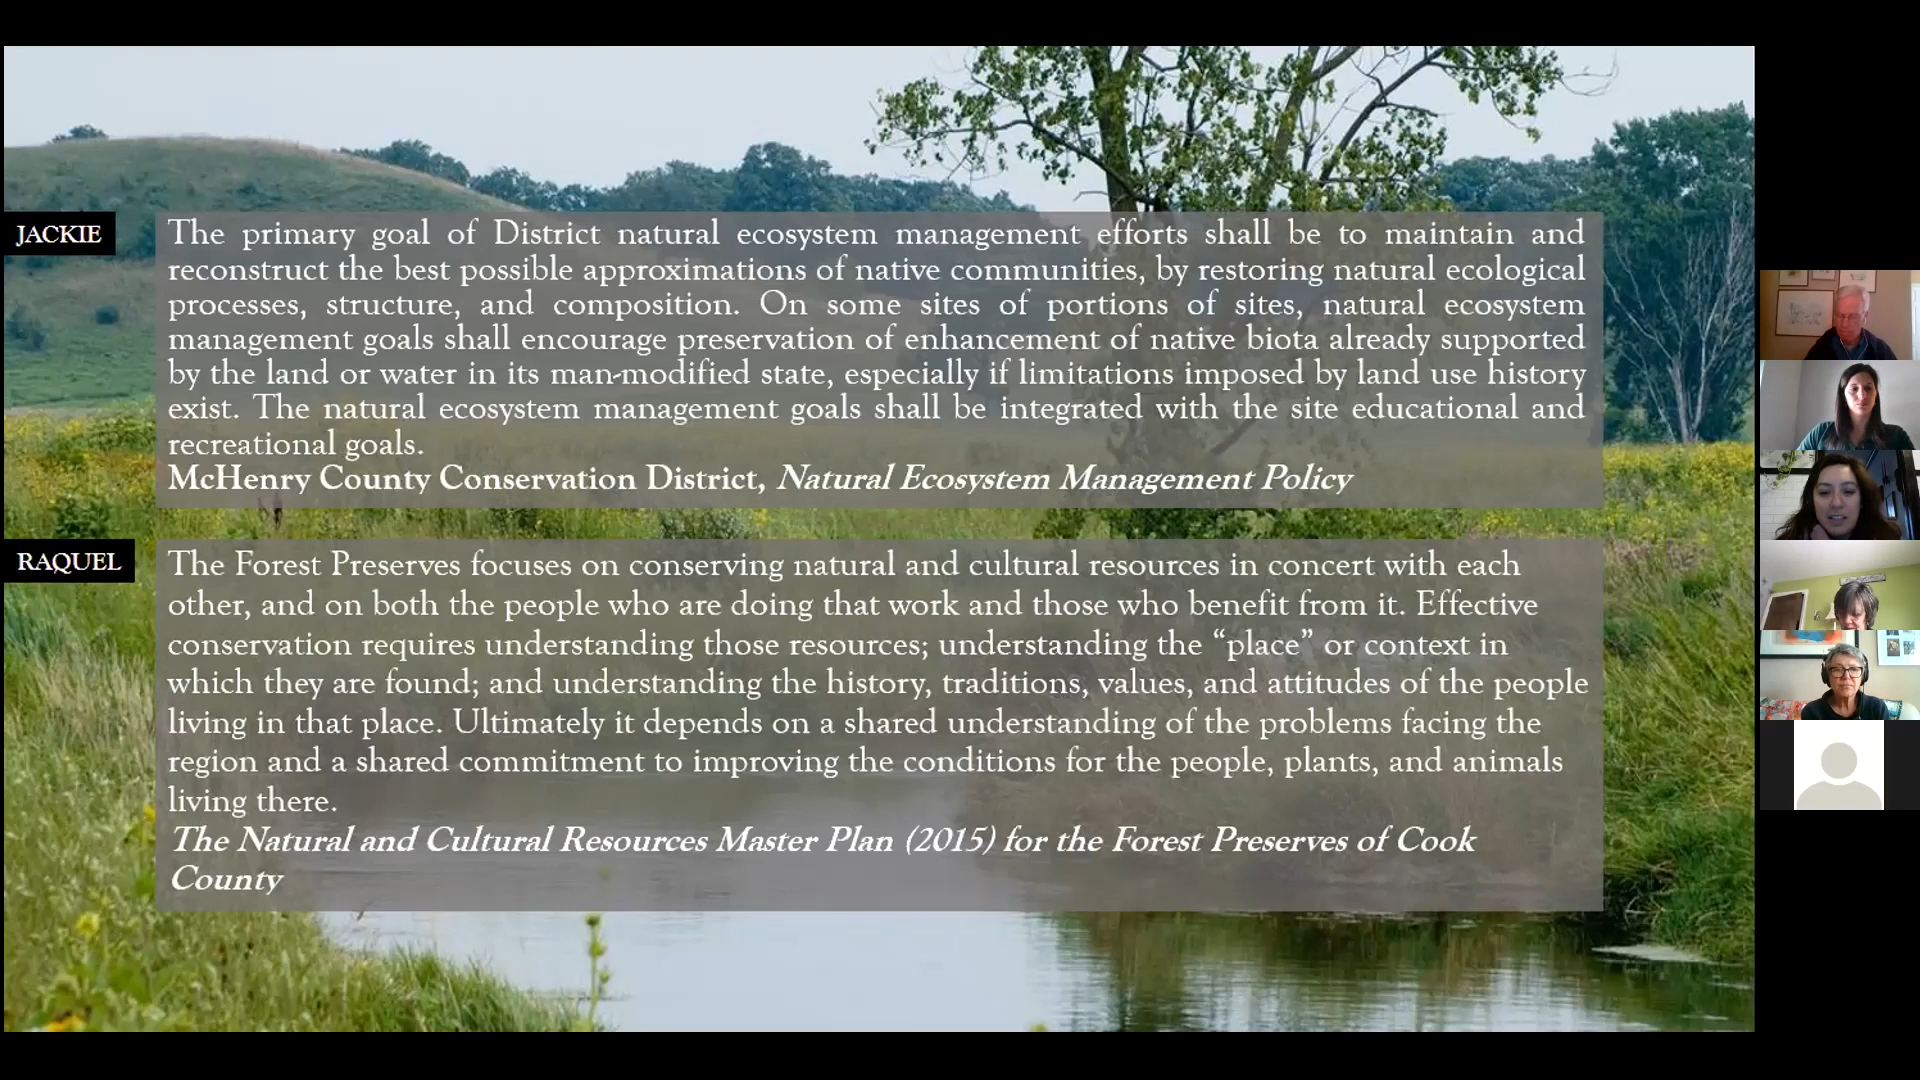 JACKIE
The primary goal of District natural ecosystem management efforts shall be to maintain and
reconstruct the best possible approximations of native communities, by restoring natural ecological
processes, structure, and composition. On some sites of portions of sites, natural ecosystem
management goals shall encourage preservation of enhancement of native biota already supported
by the land or water in its man-modified state, especially if limitations imposed by land use history
exist. The natural ecosystem management goals shall be integrated with the site educational and
recreational goals.
McHenry County Conservation District, Natural Ecosystem Management Policy
RAQUEL
The Forest Preserves focuses on conserving natural and cultural resources in concert with each
other, and on both the people who are doing that work and those who benefit from it. Effective
conservation requires understanding those resources; understanding the “place” or context in
which they are found; and understanding the history, traditions, values, and attitudes of the people
living in that place. Ultimately it depends on a shared understanding of the problems facing the
region and a shared commitment to improving the conditions for the people, plants, and animals
living there.
The Natural and Cultural Resources Master Plan (2015) for the Forest Preserves of Cook
County